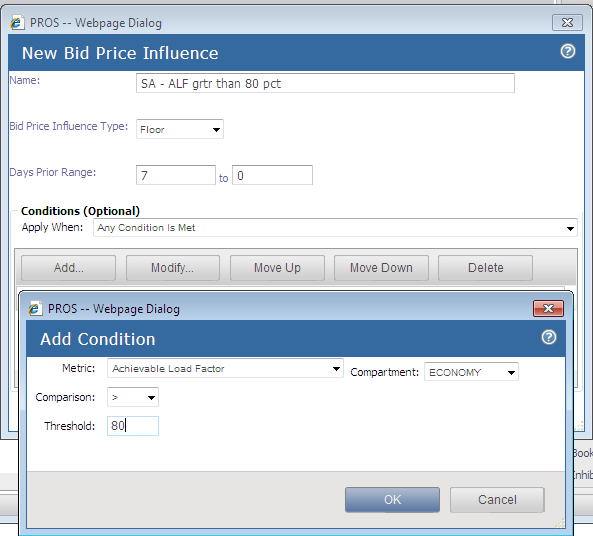 PROS -- Webpage Dialog
New Bid Price Influence
Name: SA - ALF grtr than 80 pct
Bid Price Influence Type: Floor
Days Prior Range: 7 to 0
Conditions (Optional)
Apply When: Any Condition Is Met
Add... Modify... Move Up Move Down Delete
PROS -- Webpage Dialog
Add Condition
Metric: Achievable Load Factor Compartment: ECONOMY
Comparison: >
Threshold: 80
Book
OK Cancel